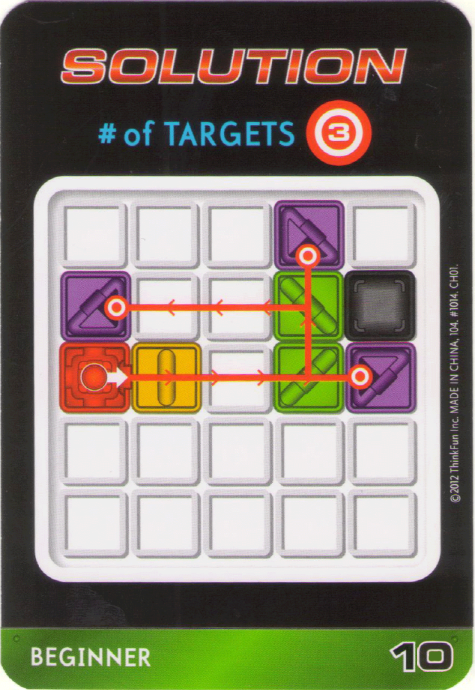 SOLUTION
# of TARGETS 3
©2012 ThinkFun Inc. MADE IN CHINA, 104. #1014. CH01.
BEGINNER 10